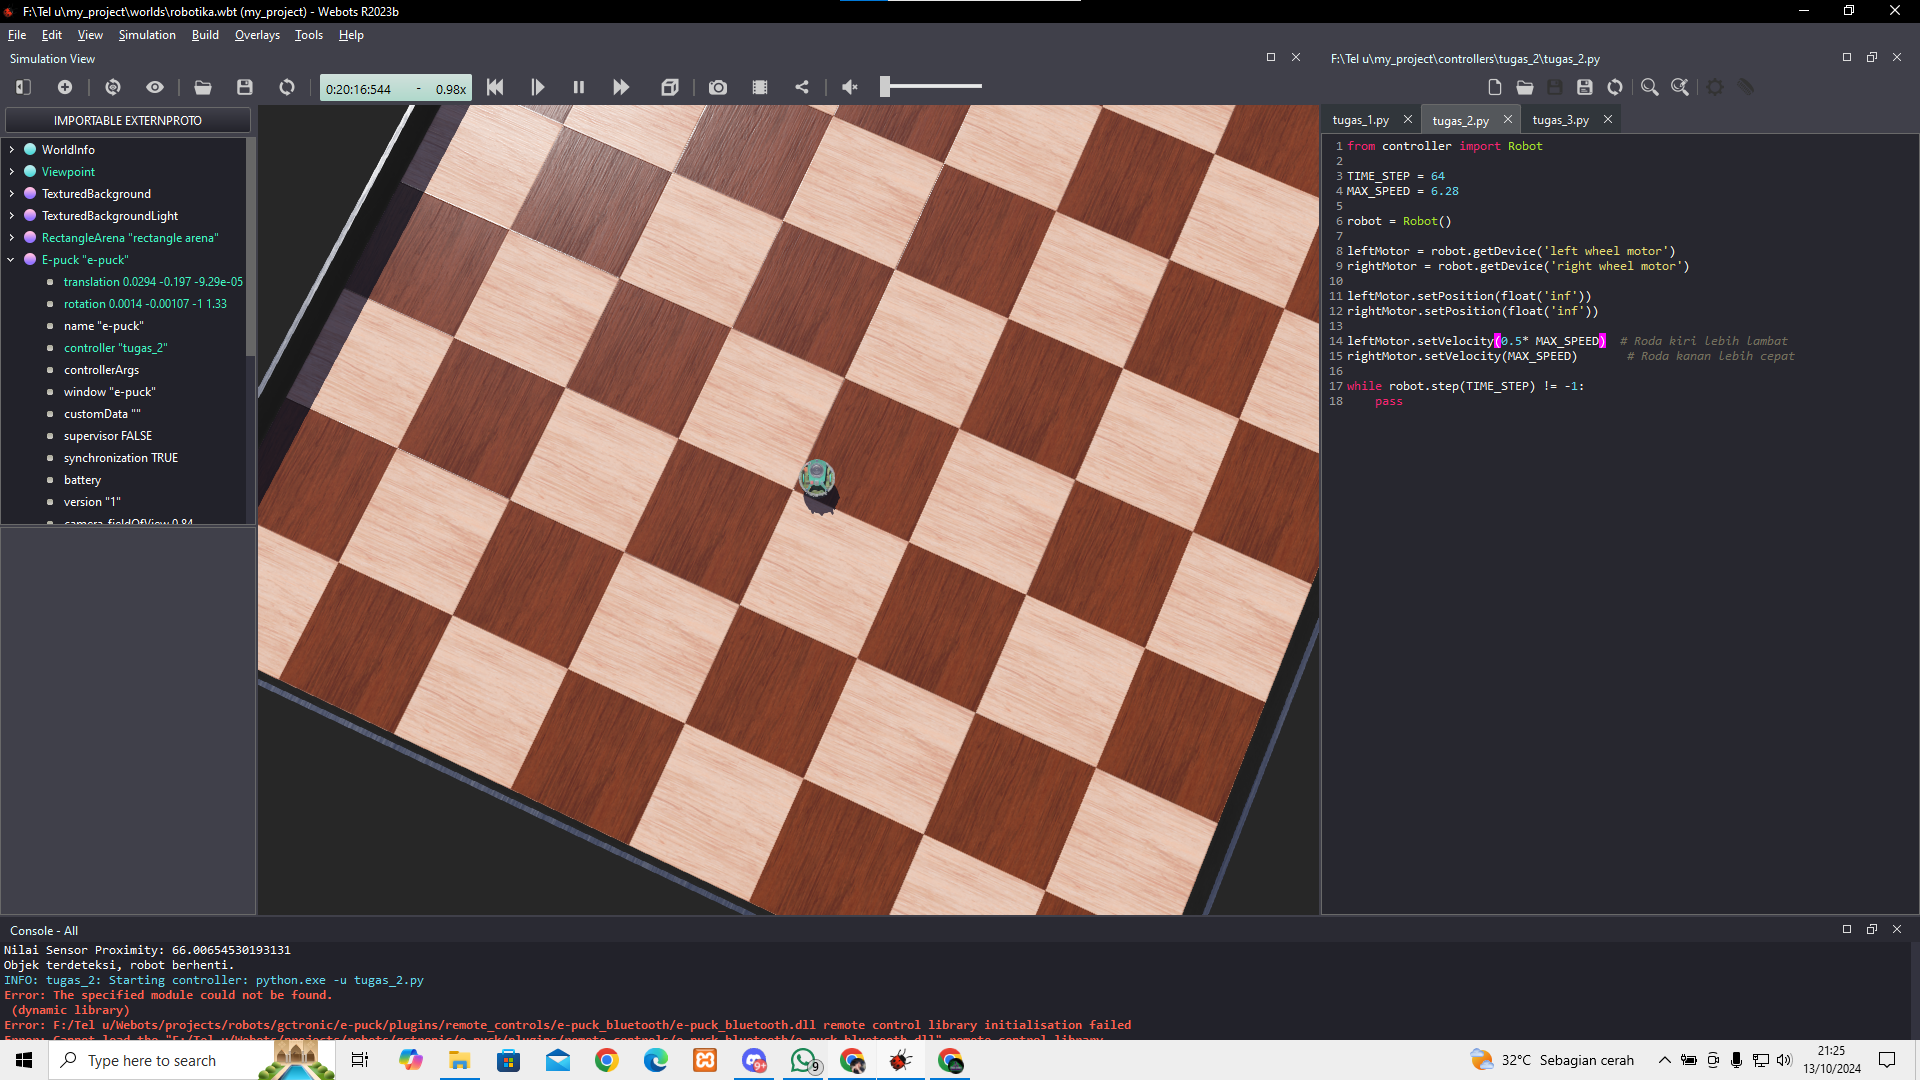 F:\Tel u\my_project\worlds\robotika.wbt (my_project) - Webots R2023b
File Edit View Simulation Build Overlays Tools Help
Simulation View
F:\Tel u\my_project\controllers\tugas_2\tugas_2.py
0:20:16:544 - 0.98x
IMPORTABLE EXTERNPROTO
WorldInfo
Viewpoint
TexturedBackground
TexturedBackgroundLight
RectangleArena "rectangle arena"
E-puck "e-puck"
translation 0.0294 -0.197 -9.29e-05
rotation 0.0014 -0.00107 -1 1.33
name "e-puck"
controller "tugas_2"
controllerArgs
window "e-puck"
customData ""
supervisor FALSE
synchronization TRUE
battery
version "1"
camera_fieldOfView 0.84
tugas_1.py tugas_2.py tugas_3.py
1 from controller import Robot
2
3 TIME_STEP = 64
4 MAX_SPEED = 6.28
5
6 robot = Robot()
7
8 leftMotor = robot.getDevice('left wheel motor')
9 rightMotor = robot.getDevice('right wheel motor')
10
11 leftMotor.setPosition(float('inf'))
12 rightMotor.setPosition(float('inf'))
13
14 leftMotor.setVelocity(0.5* MAX_SPEED) # Roda kiri lebih lambat
15 rightMotor.setVelocity(MAX_SPEED) # Roda kanan lebih cepat
16
17 while robot.step(TIME_STEP) != -1:
18 pass
Console - All
Nilai Sensor Proximity: 66.00654530193131
Objek terdeteksi, robot berhenti.
INFO: tugas_2: Starting controller: python.exe -u tugas_2.py
Error: The specified module could not be found.
(dynamic library)
Error: F:/Tel u/Webots/projects/robots/gctronic/e-puck/plugins/remote_controls/e-puck_bluetooth/e-puck_bluetooth.dll remote control library initialisation failed
Type here to search
9+
9
32°C Sebagian cerah
21:25
13/10/2024